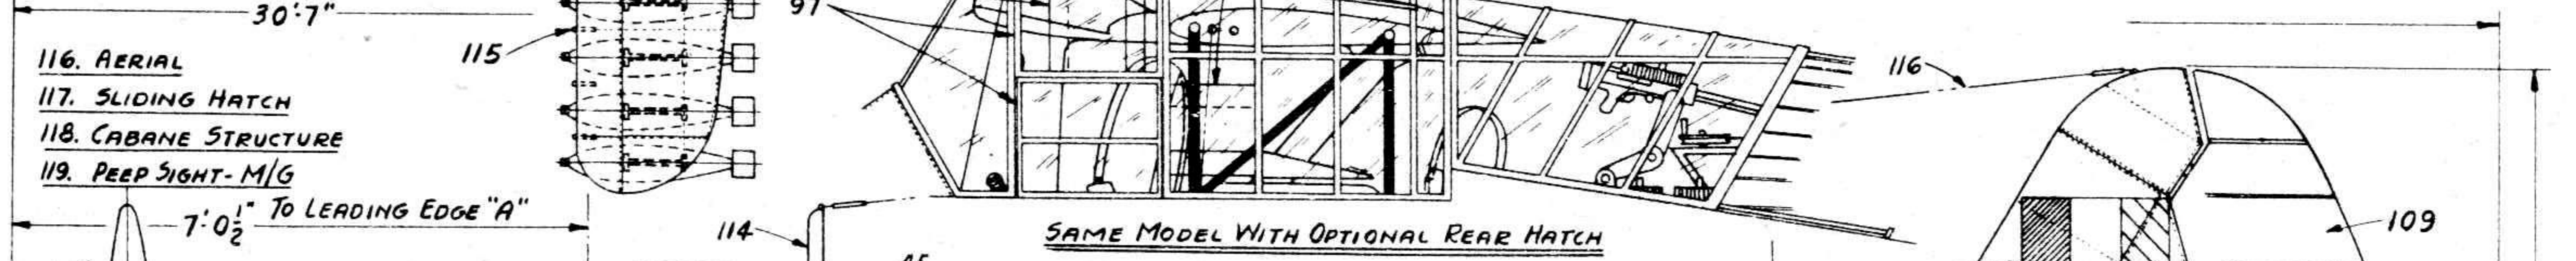 30'-7"
97
115
116
116. AERIAL
117. SLIDING HATCH
118. CABANE STRUCTURE
119. PEEP SIGHT- M/G
7'-0½" TO LEADING EDGE "A"
114
SAME MODEL WITH OPTIONAL REAR HATCH
109